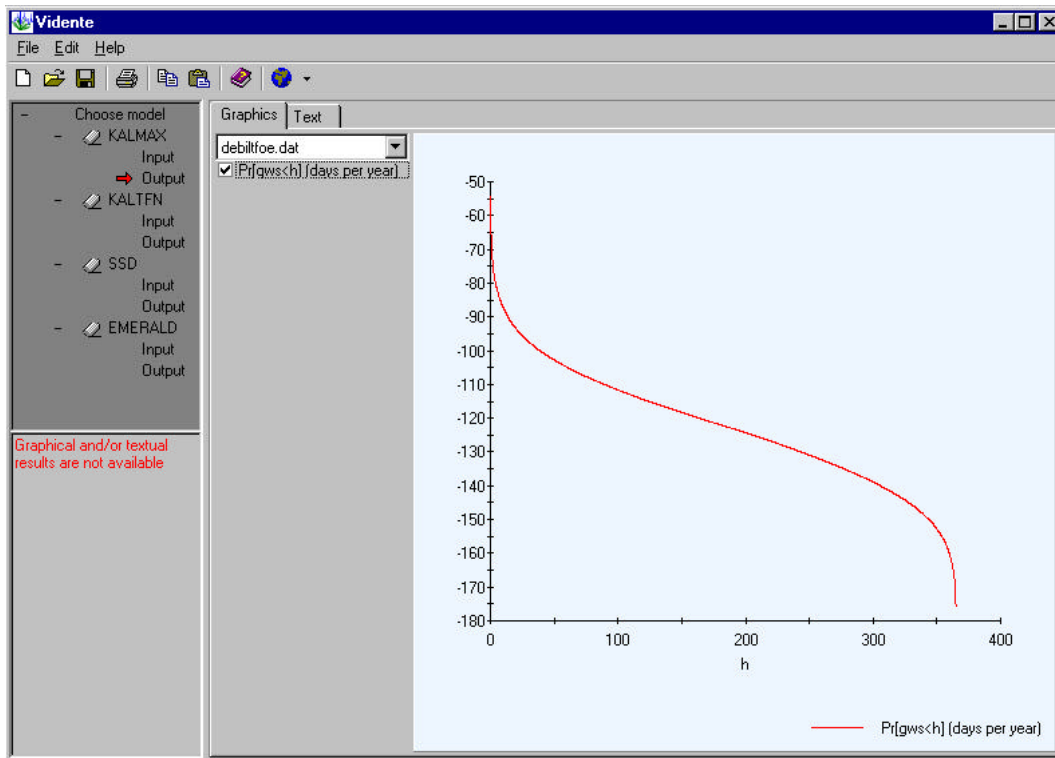 Vidente
File Edit Help
Choose model
KALMAX
Input
Output
KALTFN
Input
Output
SSD
Input
Output
EMERALD
Input
Output
Graphical and/or textual
results are not available
Graphics Text
debiltfoe.dat
Pr[gws<h] (days per year)
-50
-60
-70
-80
-90
-100
-110
-120
-130
-140
-150
-160
-170
-180
0 100 200 300 400
h
Pr[gws<h] (days per year)